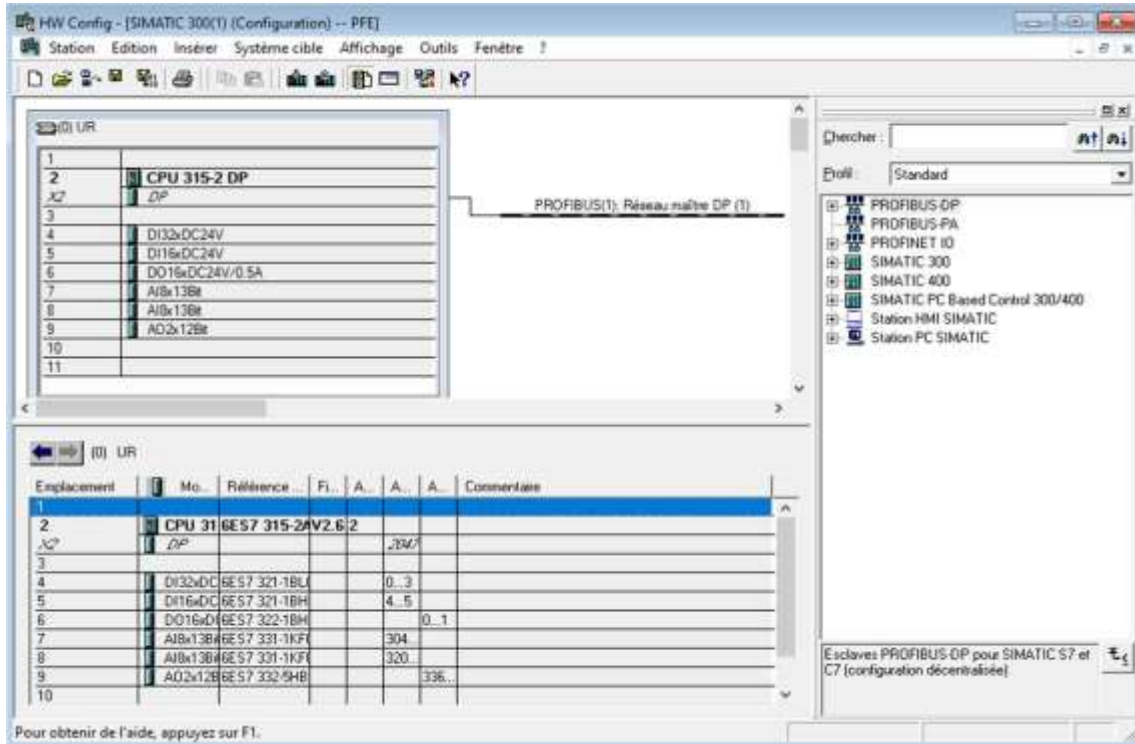 HW Config - [SIMATIC 300(1) (Configuration) -- PFE]
Station Edition Insérer Système cible Affichage Outils Fenêtre ?
(0) UR
1
2 CPU 315-2 DP
X2 DP
3
4 DI32xDC24V
5 DI16xDC24V
6 DO16xDC24V/0.5A
7 AI8x13Bit
8 AI8x13Bit
9 AO2x12Bit
10
11
PROFIBUS(1): Réseau maître DP (1)
Chercher :
Profil : Standard
PROFIBUS-DP
PROFIBUS-PA
PROFINET IO
SIMATIC 300
SIMATIC 400
SIMATIC PC Based Control 300/400
Station HMI SIMATIC
Station PC SIMATIC
(0) UR
Emplacement Mo... Référence ... Fi... A... A... A... Commentaire
1
2 CPU 31 6ES7 315-2A V2.6 2
X2 DP 2047
3
4 DI32xDC 6ES7 321-1BL 0...3
5 DI16xDC 6ES7 321-1BH 4...5
6 DO16xD 6ES7 322-1BH 0...1
7 AI8x13Bi 6ES7 331-1KF 304...
8 AI8x13Bi 6ES7 331-1KF 320...
9 AO2x12B 6ES7 332-5HB 336...
10
Esclaves PROFIBUS-DP pour SIMATIC S7 et
C7 (configuration décentralisée)
Pour obtenir de l'aide, appuyez sur F1.